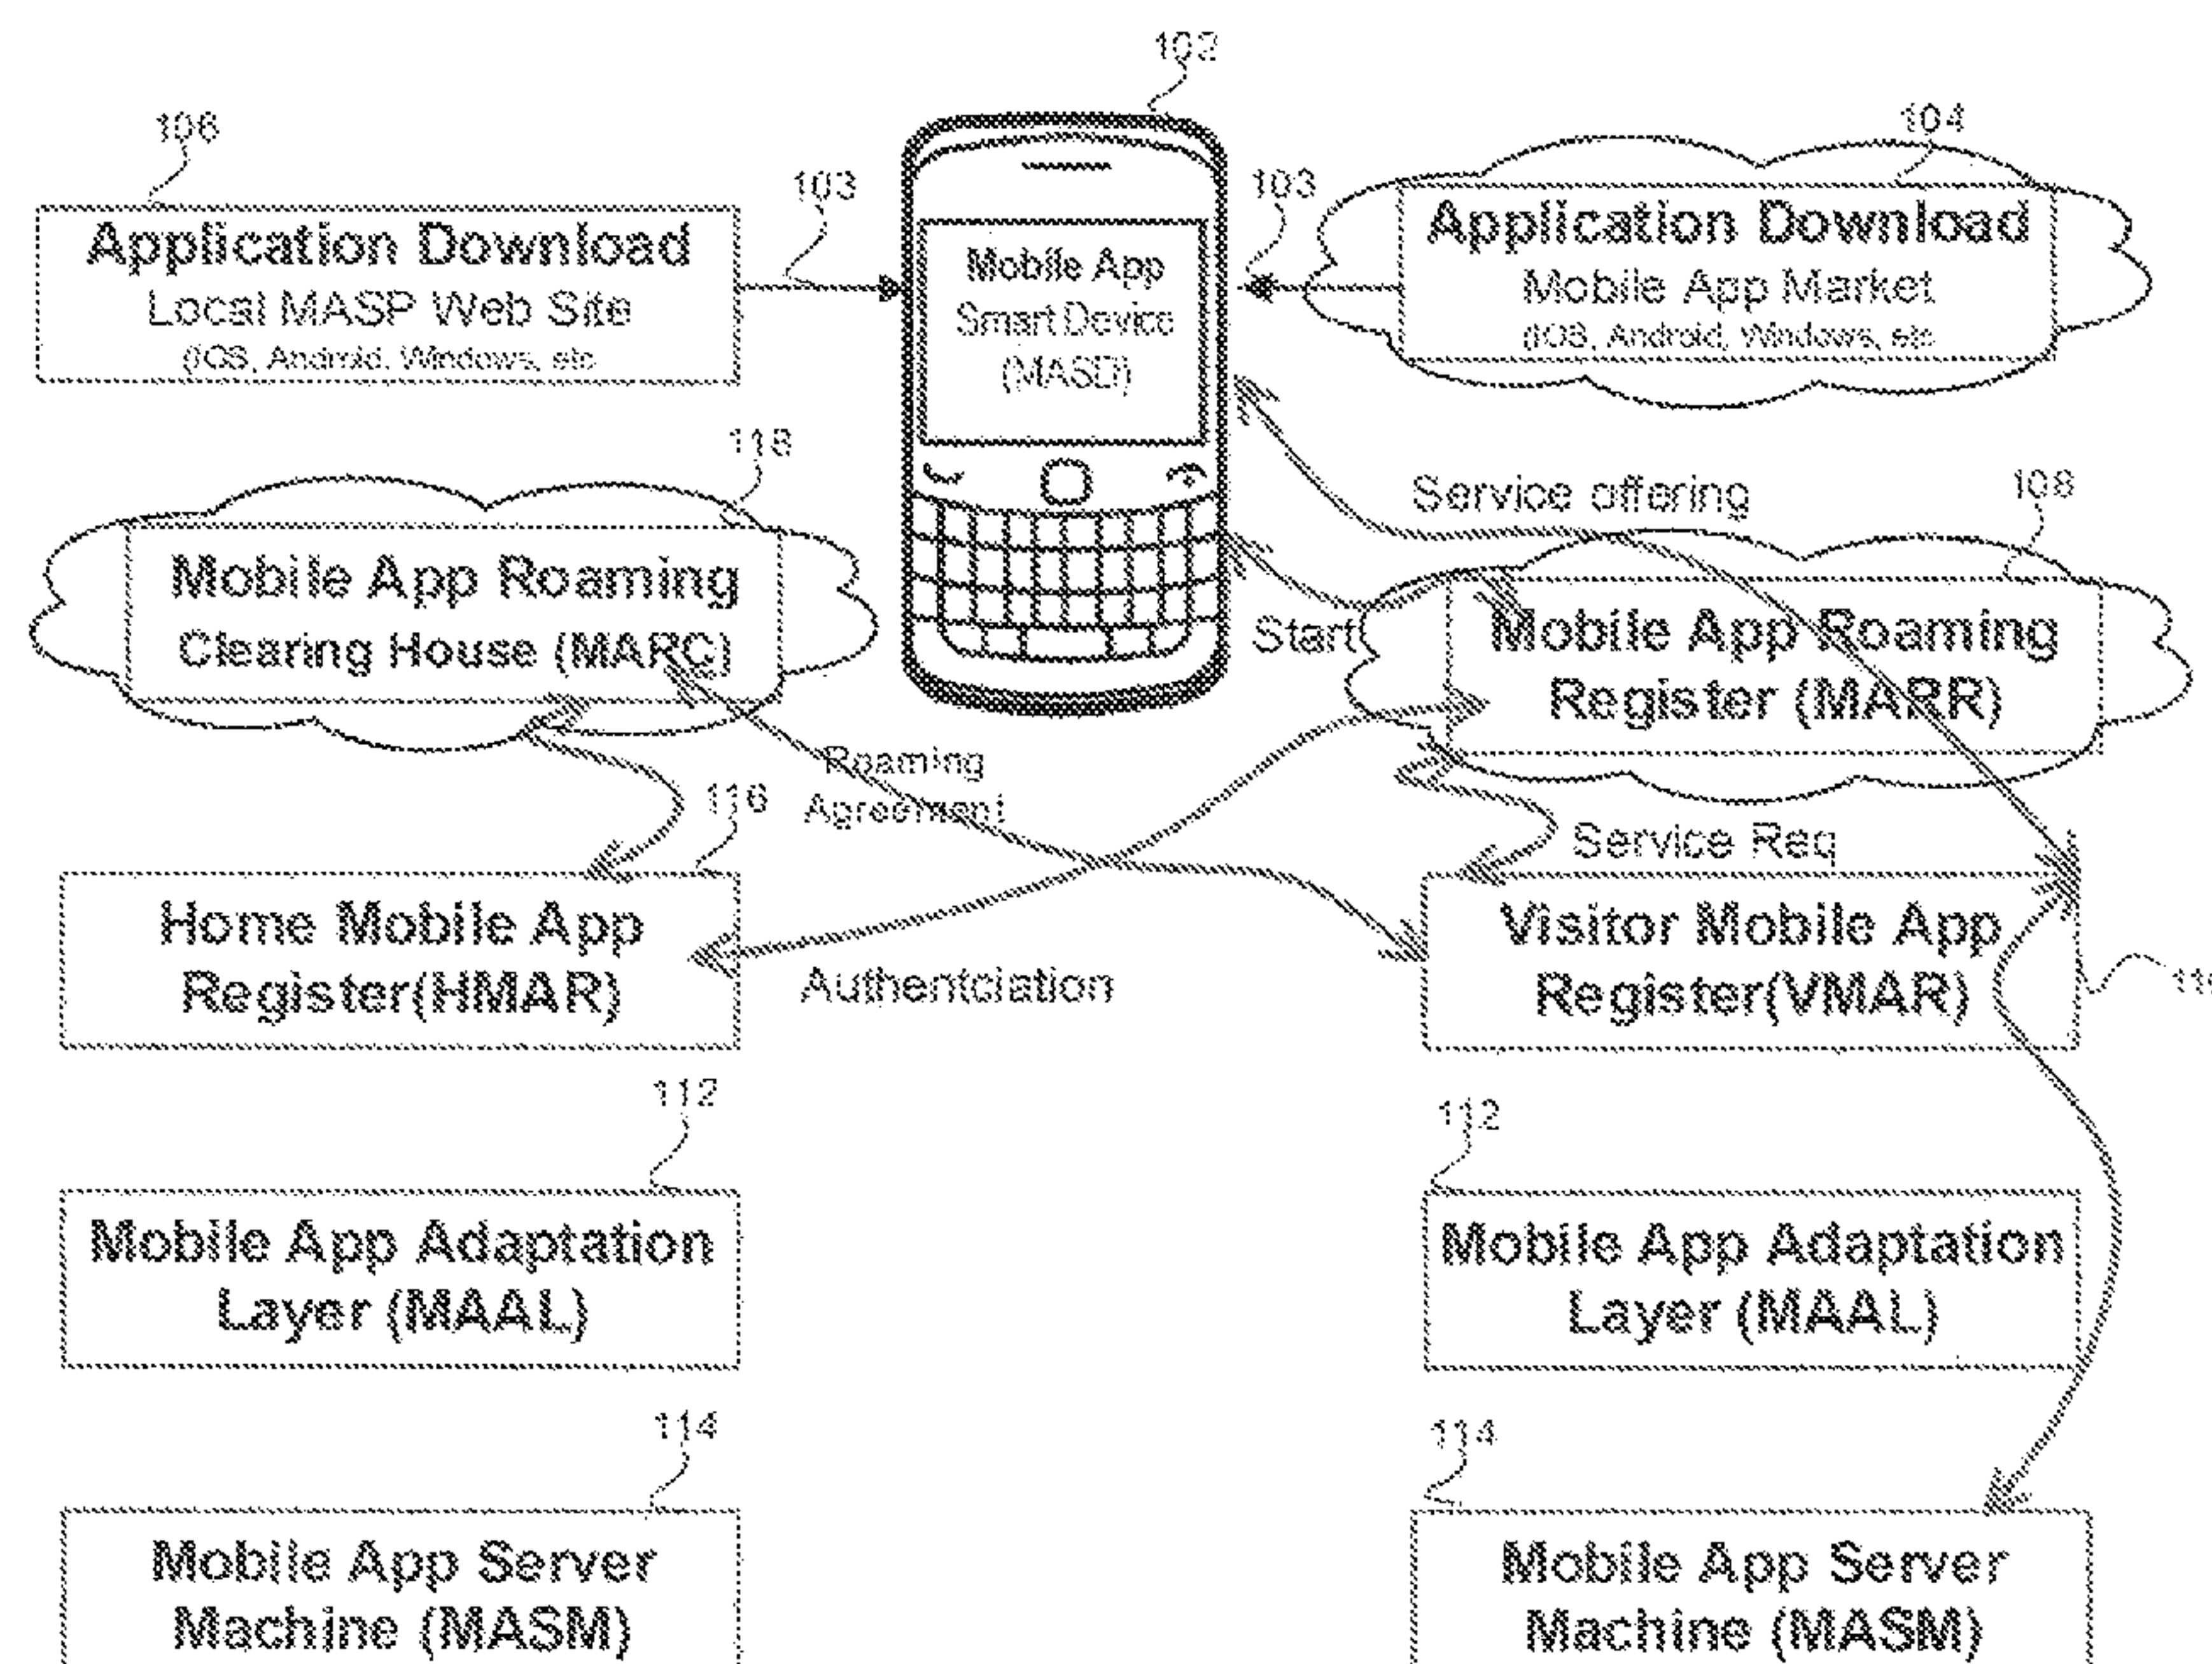 102
106
104
103
103
Application Download
Local MASP Web Site
(iOS, Android, Windows, etc
Mobile App
Smart Device
(MASD)
Application Download
Mobile App Market
(iOS, Android, Windows, etc
118
Service offering
108
Mobile App Roaming
Clearing House (MARC)
Start
Mobile App Roaming
Register (MARR)
Roaming
Agreement
116
Service Req
Home Mobile App
Register(HMAR)
Authentciation
Visitor Mobile App
Register(VMAR)
112
112
Mobile App Adaptation
Layer (MAAL)
Mobile App Adaptation
Layer (MAAL)
114
114
Mobile App Server
Machine (MASM)
Mobile App Server
Machine (MASM)